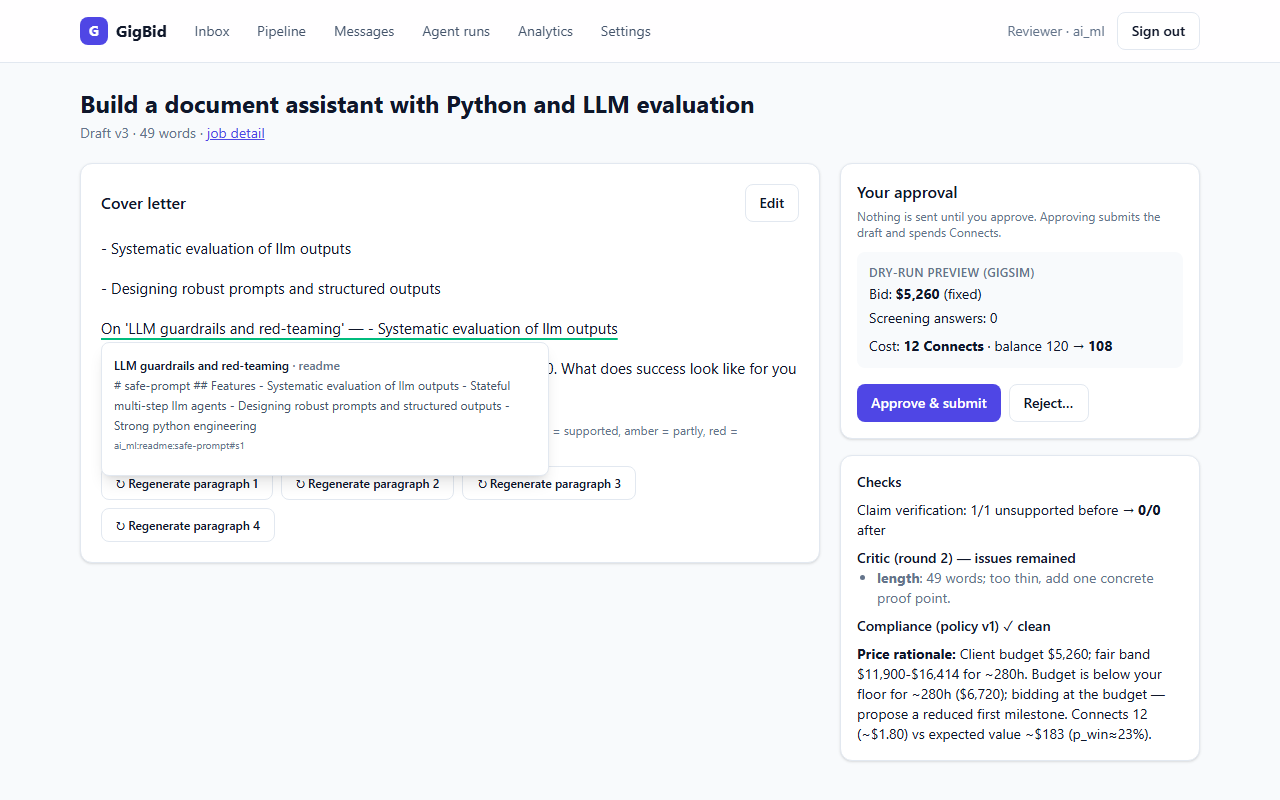 G GigBid Inbox Pipeline Messages Agent runs Analytics Settings Reviewer · ai_ml Sign out
Build a document assistant with Python and LLM evaluation
Draft v3 · 49 words · job detail
Cover letter
Edit
- Systematic evaluation of llm outputs
- Designing robust prompts and structured outputs
On 'LLM guardrails and red-teaming' — - Systematic evaluation of llm outputs
LLM guardrails and red-teaming · readme
# safe-prompt ## Features - Systematic evaluation of llm outputs - Stateful
multi-step llm agents - Designing robust prompts and structured outputs -
Strong python engineering
ai_ml:readme:safe-prompt#s1
. What does success look like for you
= supported, amber = partly, red =
↻ Regenerate paragraph 1
↻ Regenerate paragraph 2
↻ Regenerate paragraph 3
↻ Regenerate paragraph 4
Your approval
Nothing is sent until you approve. Approving submits the
draft and spends Connects.
DRY-RUN PREVIEW (GIGSIM)
Bid: $5,260 (fixed)
Screening answers: 0
Cost: 12 Connects · balance 120 → 108
Approve & submit
Reject...
Checks
Claim verification: 1/1 unsupported before → 0/0
after
Critic (round 2) — issues remained
• length: 49 words; too thin, add one concrete
proof point.
Compliance (policy v1) ✓ clean
Price rationale: Client budget $5,260; fair band
$11,900-$16,414 for ~280h. Budget is below your
floor for ~280h ($6,720); bidding at the budget —
propose a reduced first milestone. Connects 12
(~$1.80) vs expected value ~$183 (p_win≈23%).